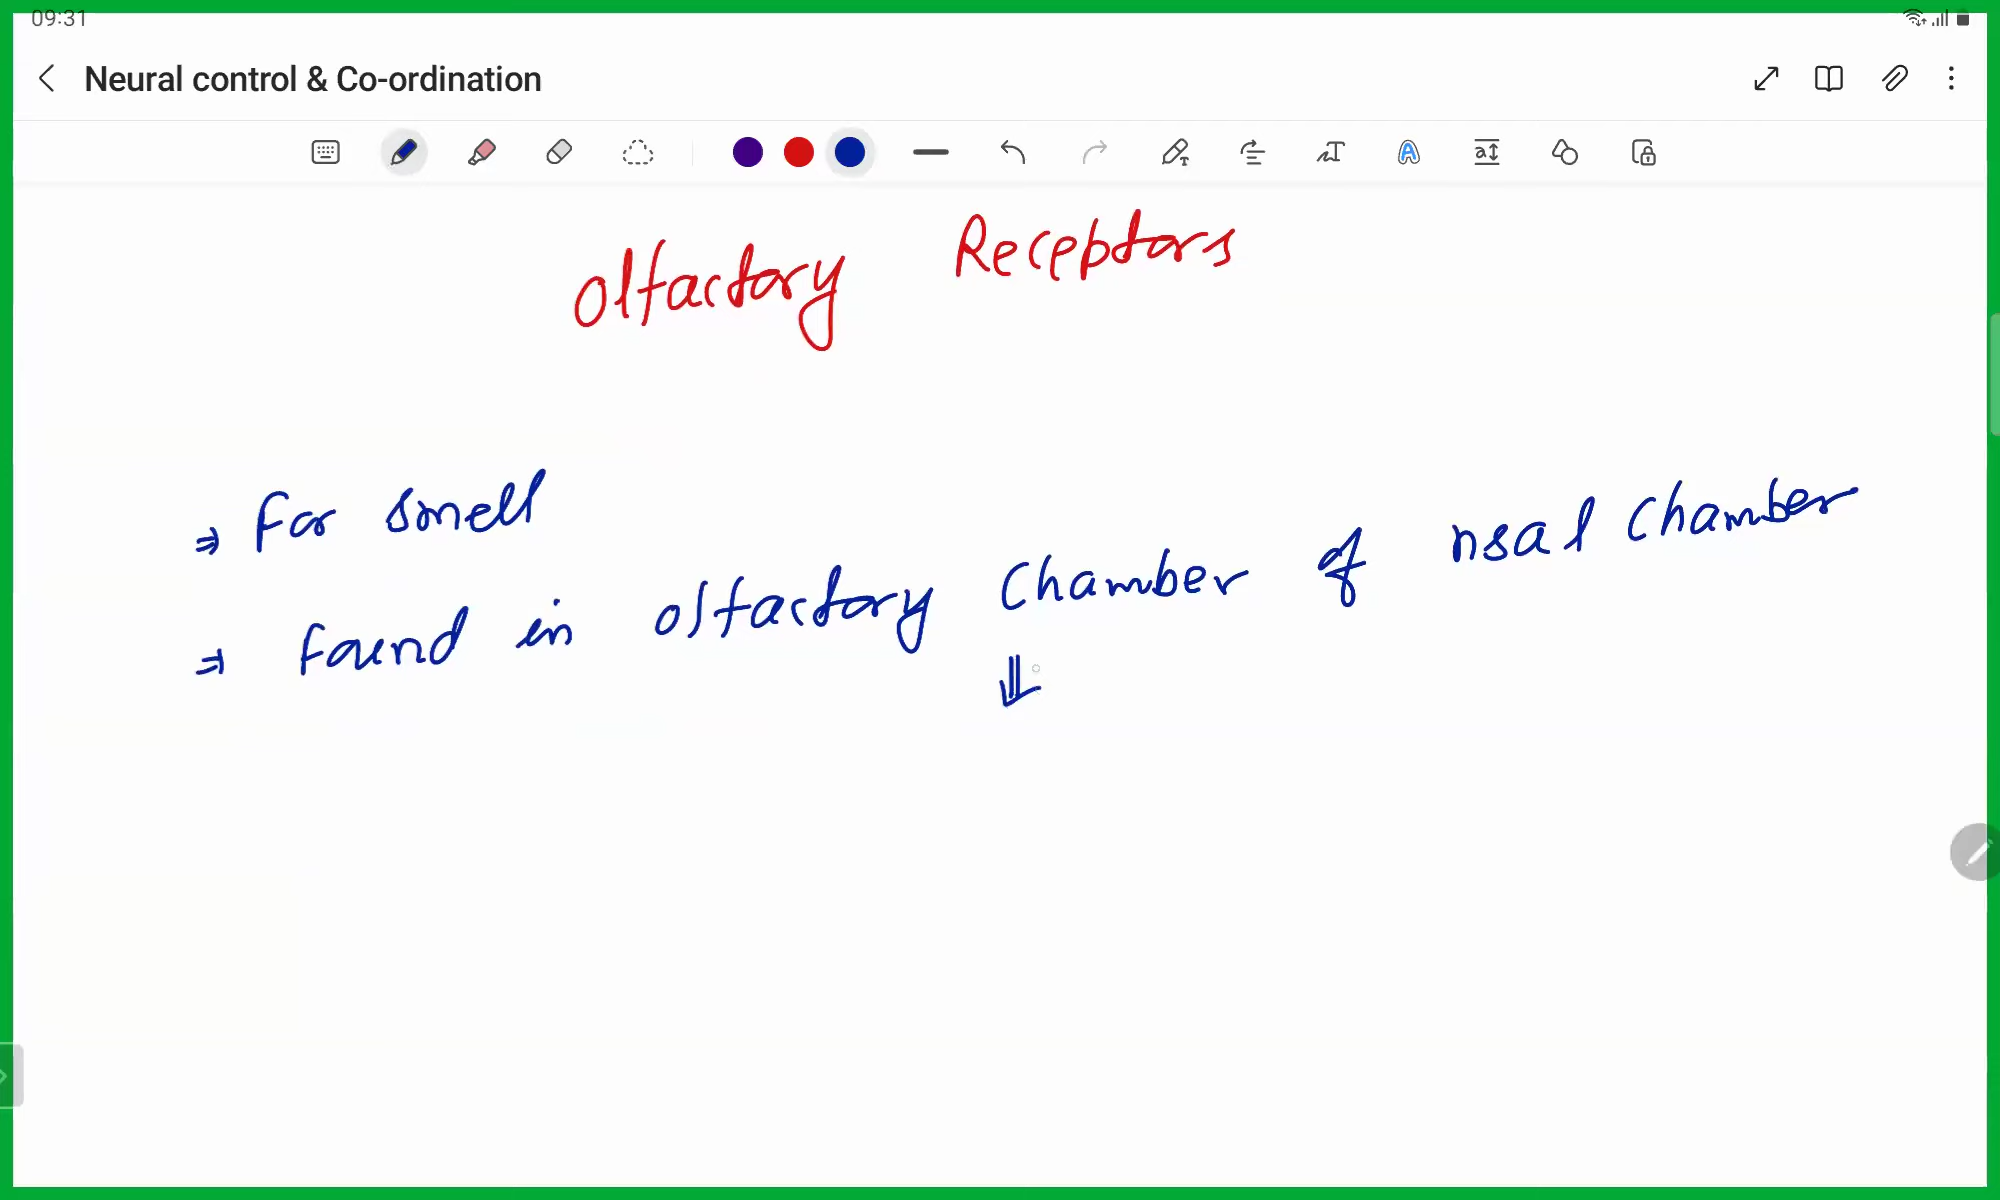 09:31
Neural control & Co-ordination
Olfactory Receptors
⇒ For smell
⇒ Found in olfactory Chamber of nsal Chamber
⇓